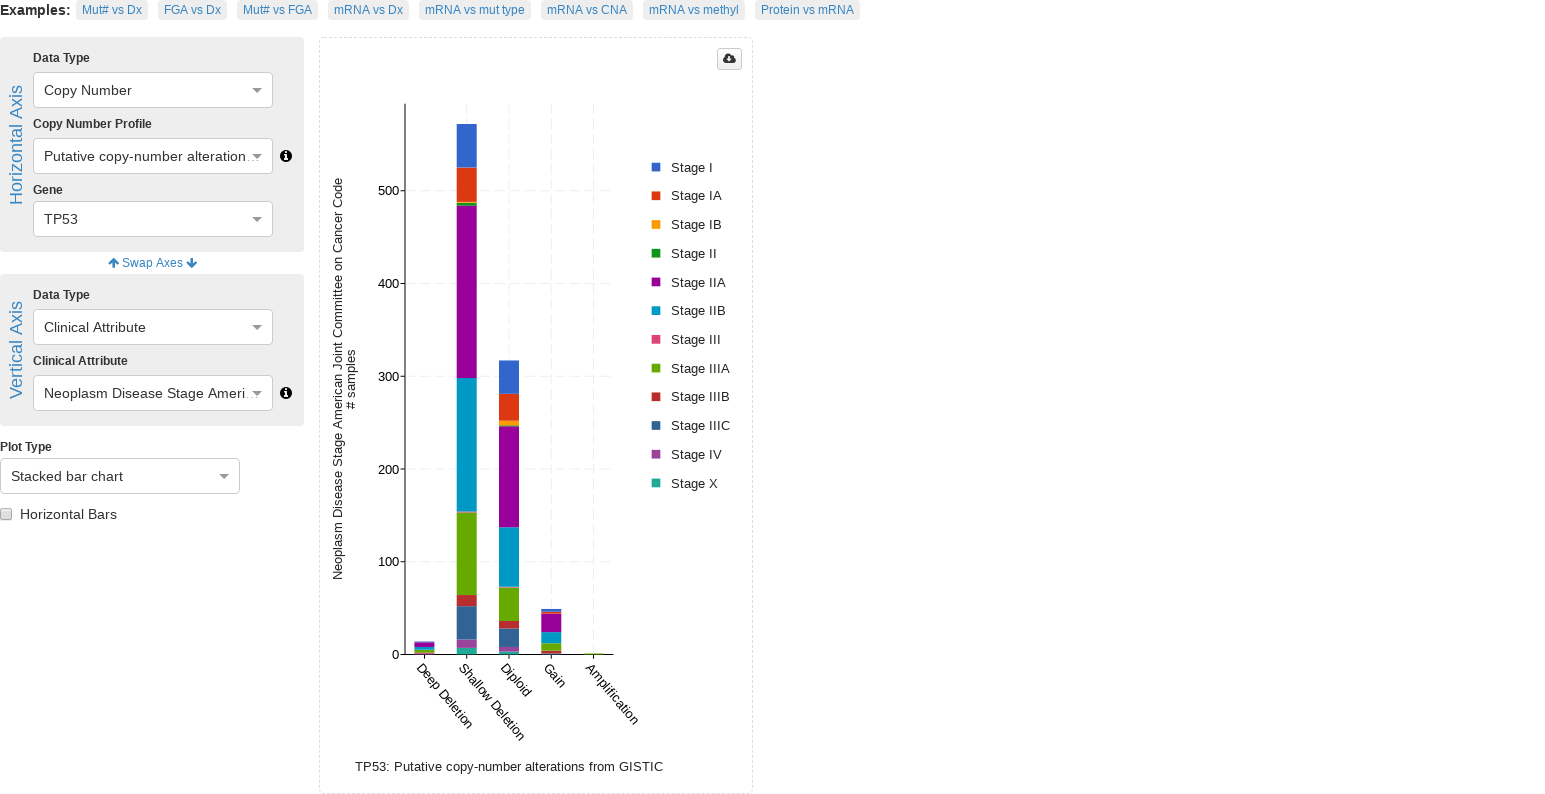 Examples: Mut# vs Dx FGA vs Dx Mut# vs FGA mRNA vs Dx mRNA vs mut type mRNA vs CNA mRNA vs methyl Protein vs mRNA
Horizontal Axis
Data Type
Copy Number
Copy Number Profile
Putative copy-number alteration…
Gene
TP53
Swap Axes
Vertical Axis
Data Type
Clinical Attribute
Clinical Attribute
Neoplasm Disease Stage Ameri…
Plot Type
Stacked bar chart
Horizontal Bars
Neoplasm Disease Stage American Joint Committee on Cancer Code
# samples
500
400
300
200
100
0
Deep Deletion
Shallow Deletion
Diploid
Gain
Amplification
TP53: Putative copy-number alterations from GISTIC
Stage I
Stage IA
Stage IB
Stage II
Stage IIA
Stage IIB
Stage III
Stage IIIA
Stage IIIB
Stage IIIC
Stage IV
Stage X